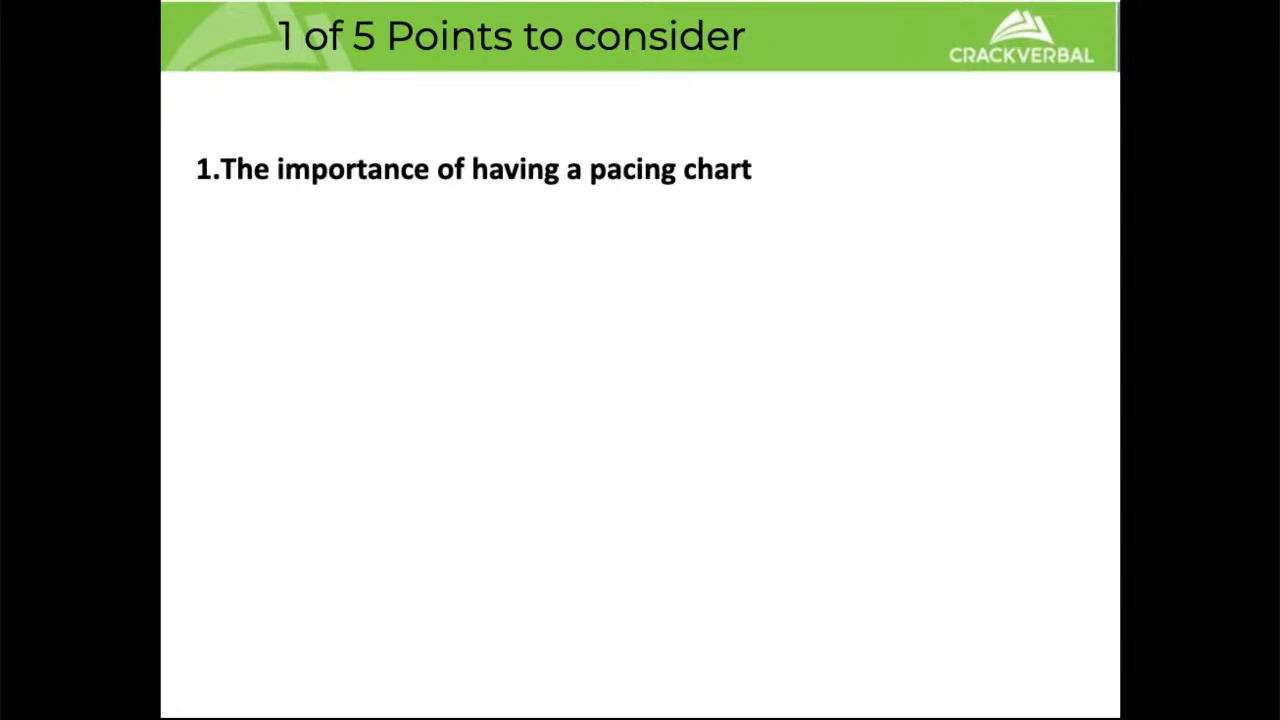 1 of 5 Points to consider
CRACKVERBAL
1.The importance of having a pacing chart